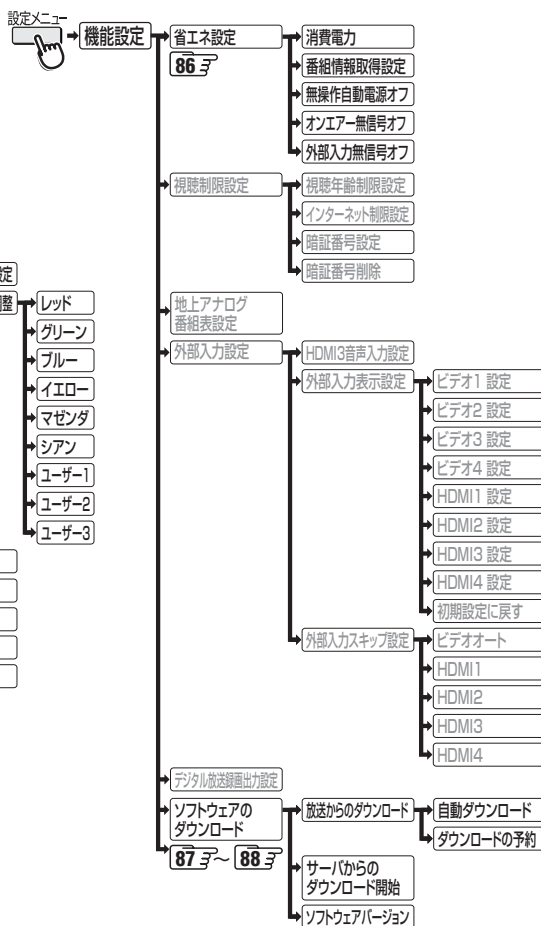 設定メニュー
機能設定
省エネ設定
86
消費電力
番組情報取得設定
無操作自動電源オフ
オンエアー無信号オフ
外部入力無信号オフ
視聴制限設定
視聴年齢制限設定
インターネット制限設定
暗証番号設定
暗証番号削除
定
整
レッド
グリーン
ブルー
イエロー
マゼンダ
シアン
ユーザー1
ユーザー2
ユーザー3
地上アナログ
番組表設定
外部入力設定
HDMI3音声入力設定
外部入力表示設定
ビデオ1 設定
ビデオ2 設定
ビデオ3 設定
ビデオ4 設定
HDMI1 設定
HDMI2 設定
HDMI3 設定
HDMI4 設定
初期設定に戻す
外部入力スキップ設定
ビデオオート
HDMI1
HDMI2
HDMI3
HDMI4
デジタル放送録画出力設定
ソフトウェアの
ダウンロード
87 ～ 88
放送からのダウンロード
自動ダウンロード
ダウンロードの予約
サーバからの
ダウンロード開始
ソフトウェアバージョン